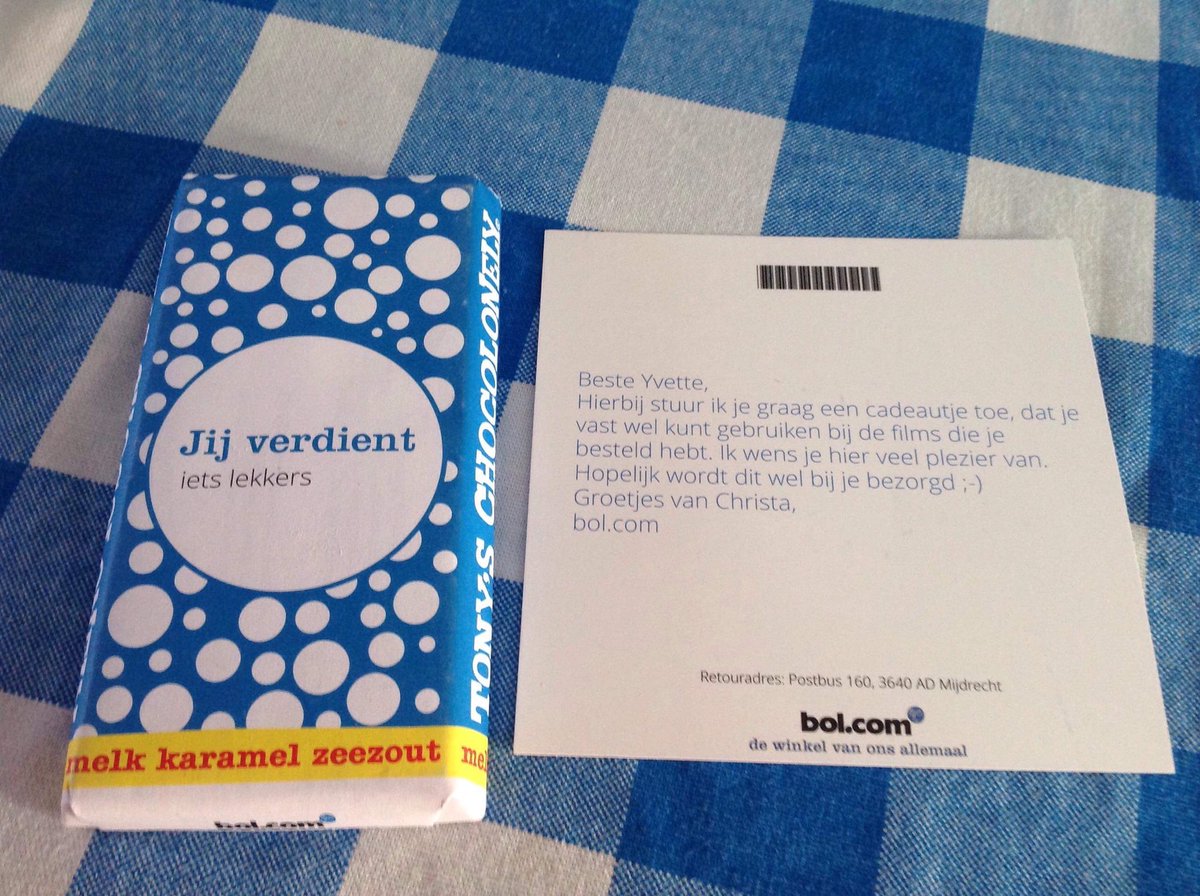 Jij verdient
iets lekkers
TONY'S CHOCOLONELY
melk karamel zeezout
bol.com
Beste Yvette,
Hierbij stuur ik je graag een cadeautje toe, dat je
vast wel kunt gebruiken bij de films die je
besteld hebt. Ik wens je hier veel plezier van.
Hopelijk wordt dit wel bij je bezorgd ;-)
Groetjes van Christa,
bol.com
Retouradres: Postbus 160, 3640 AD Mijdrecht
bol.com
de winkel van ons allemaal